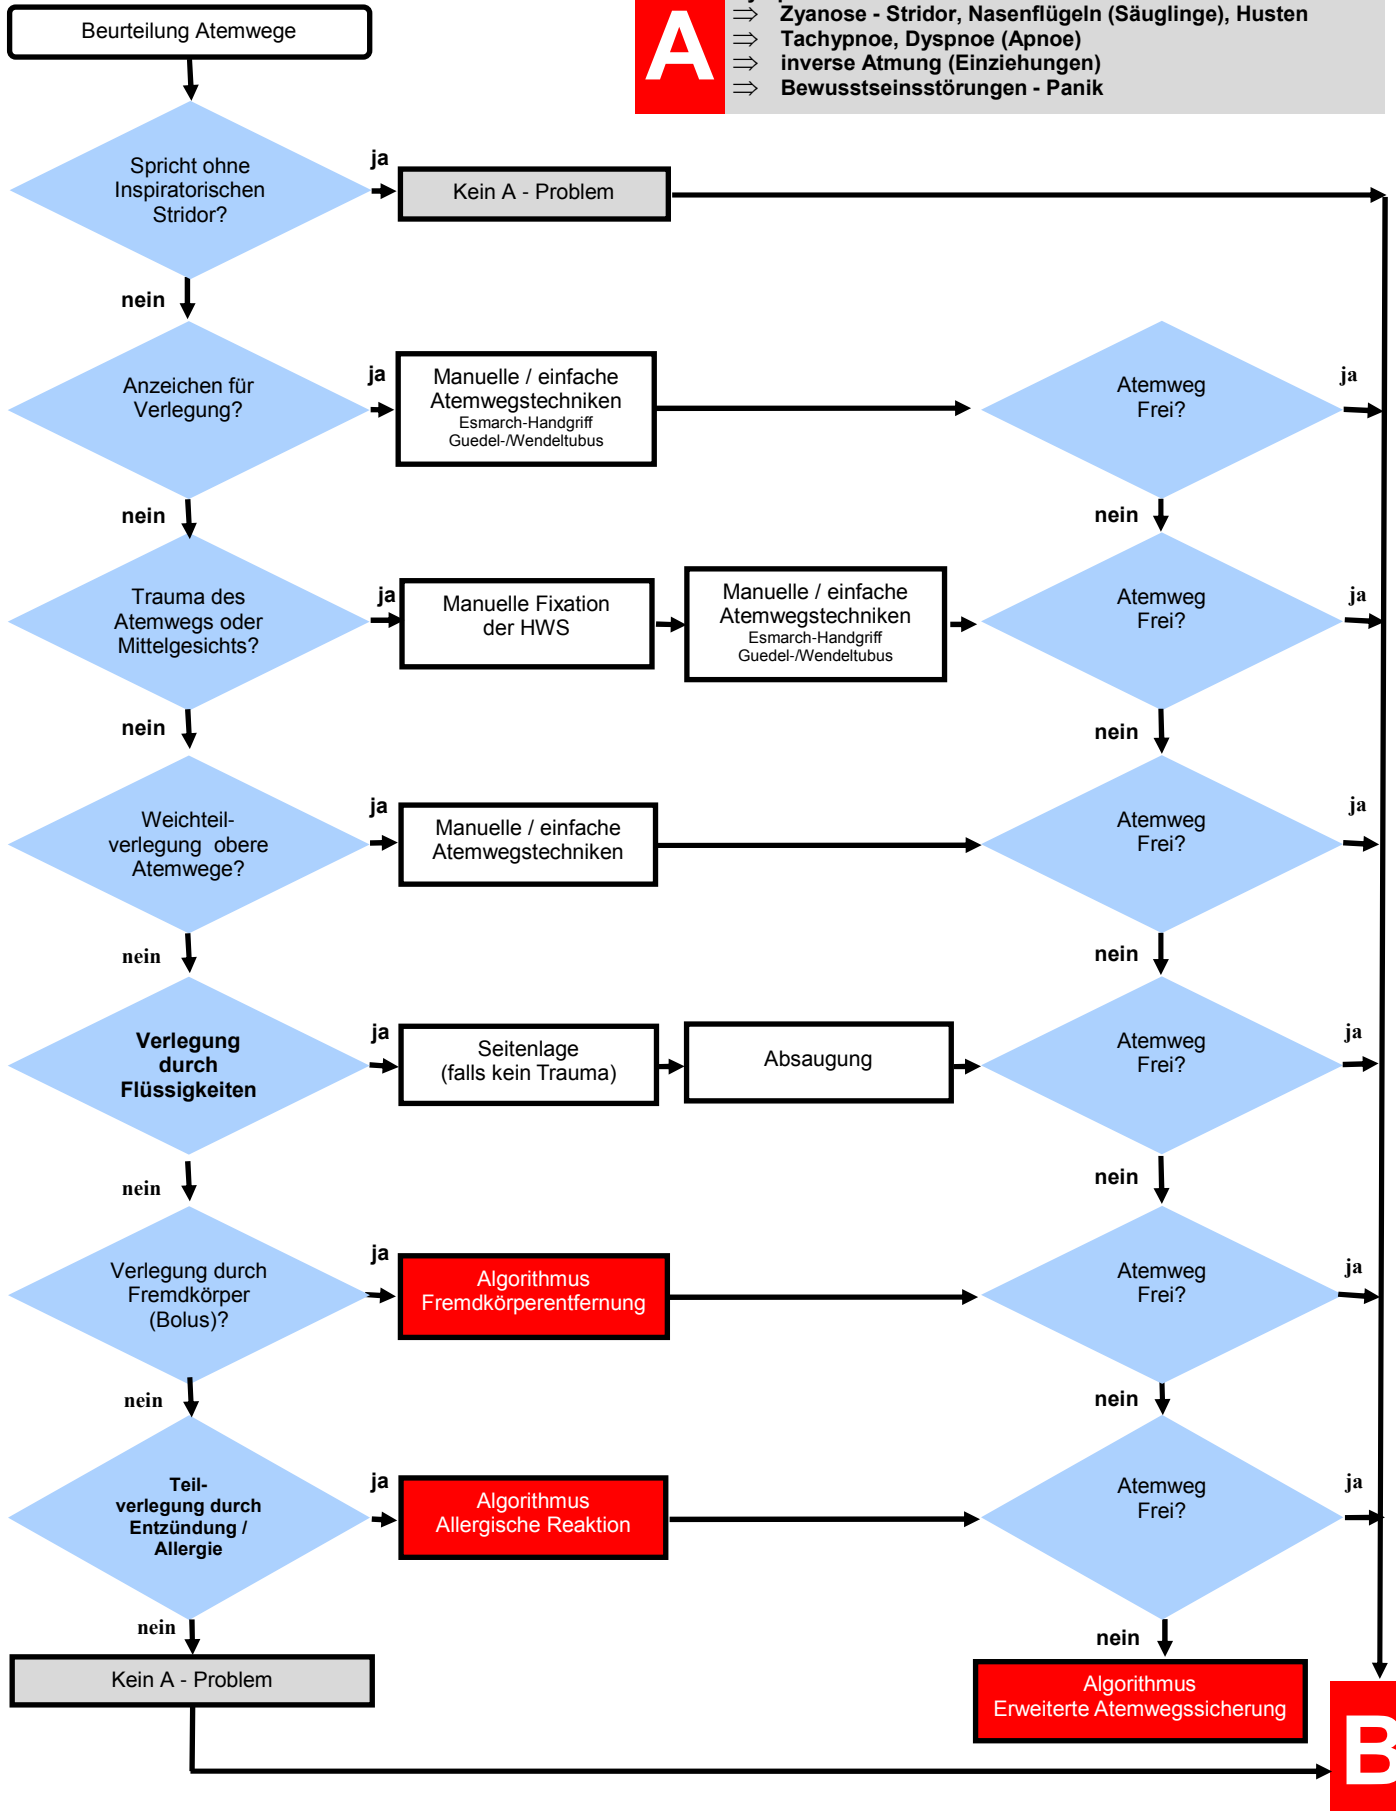 Beurteilung Atemwege
A
⇒ Zyanose - Stridor, Nasenflügeln (Säuglinge), Husten
⇒ Tachypnoe, Dyspnoe (Apnoe)
⇒ inverse Atmung (Einziehungen)
⇒ Bewusstseinsstörungen - Panik
Spricht ohne
Inspiratorischen
Stridor?
ja
Kein A - Problem
nein
Anzeichen für
Verlegung?
ja
Manuelle / einfache
Atemwegstechniken
Esmarch-Handgriff
Guedel-/Wendeltubus
Atemweg
Frei?
ja
nein
nein
Trauma des
Atemwegs oder
Mittelgesichts?
ja
Manuelle Fixation
der HWS
Manuelle / einfache
Atemwegstechniken
Esmarch-Handgriff
Guedel-/Wendeltubus
Atemweg
Frei?
ja
nein
nein
Weichteil-
verlegung obere
Atemwege?
ja
Manuelle / einfache
Atemwegstechniken
Atemweg
Frei?
ja
nein
nein
Verlegung
durch
Flüssigkeiten
ja
Seitenlage
(falls kein Trauma)
Absaugung
Atemweg
Frei?
ja
nein
nein
Verlegung durch
Fremdkörper
(Bolus)?
ja
Algorithmus
Fremdkörperentfernung
Atemweg
Frei?
ja
nein
nein
Teil-
verlegung durch
Entzündung /
Allergie
ja
Algorithmus
Allergische Reaktion
Atemweg
Frei?
ja
nein
nein
Kein A - Problem
Algorithmus
Erweiterte Atemwegssicherung
B